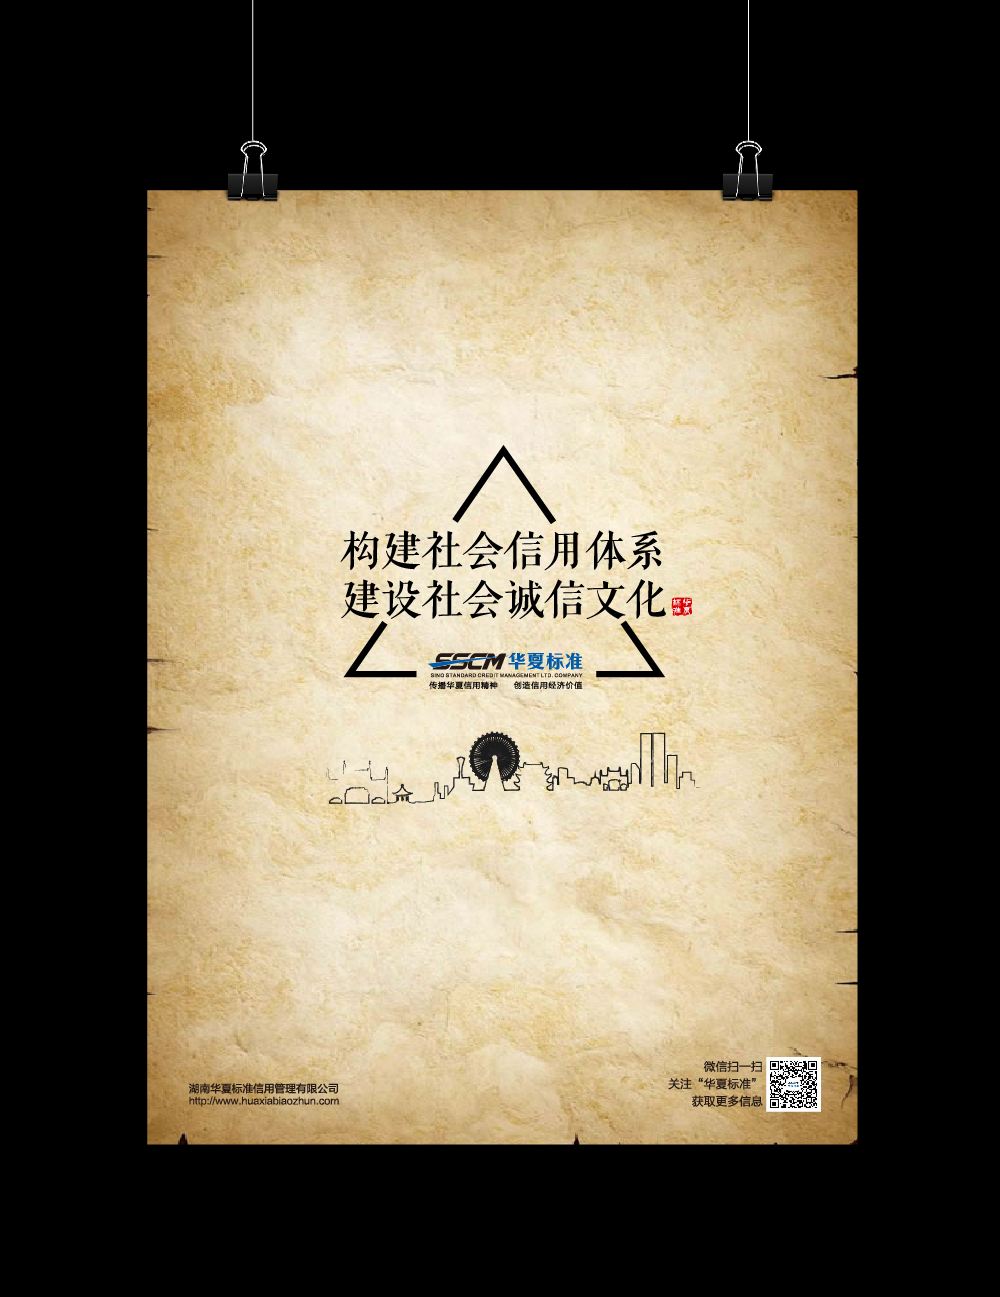 构建社会信用体系
建设社会诚信文化
华夏标准
SSCM 华夏标准
SINO STANDARD CREDIT MANAGEMENT LTD. COMPANY
传播华夏信用精神 创造信用经济价值
微信扫一扫
关注“华夏标准”
获取更多信息
湖南华夏标准信用管理有限公司
http://www.huaxiabiaozhun.com